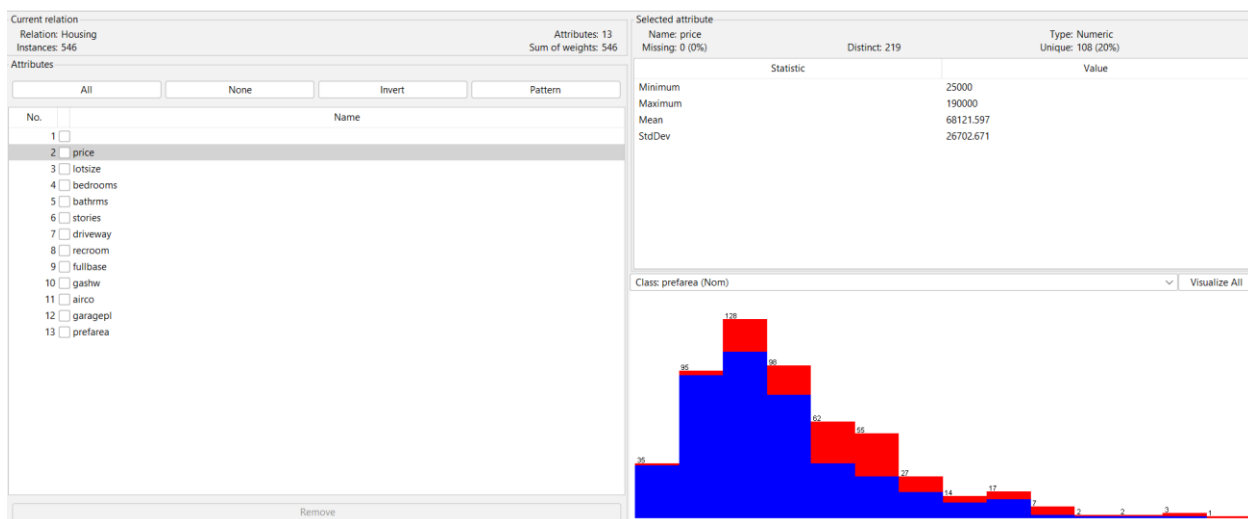 Current relation
Relation: Housing
Attributes: 13
Instances: 546
Sum of weights: 546
Attributes
All
None
Invert
Pattern
No.
Name
1
2 price
3 lotsize
4 bedrooms
5 bathrms
6 stories
7 driveway
8 recroom
9 fullbase
10 gashw
11 airco
12 garagepl
13 prefarea
Remove
Selected attribute
Name: price
Type: Numeric
Missing: 0 (0%)
Distinct: 219
Unique: 108 (20%)
Statistic
Value
Minimum 25000
Maximum 190000
Mean 68121.597
StdDev 26702.671
Class: prefarea (Nom)
Visualize All
35
95
128
98
62
55
27
14
17
7
2
2
3
1